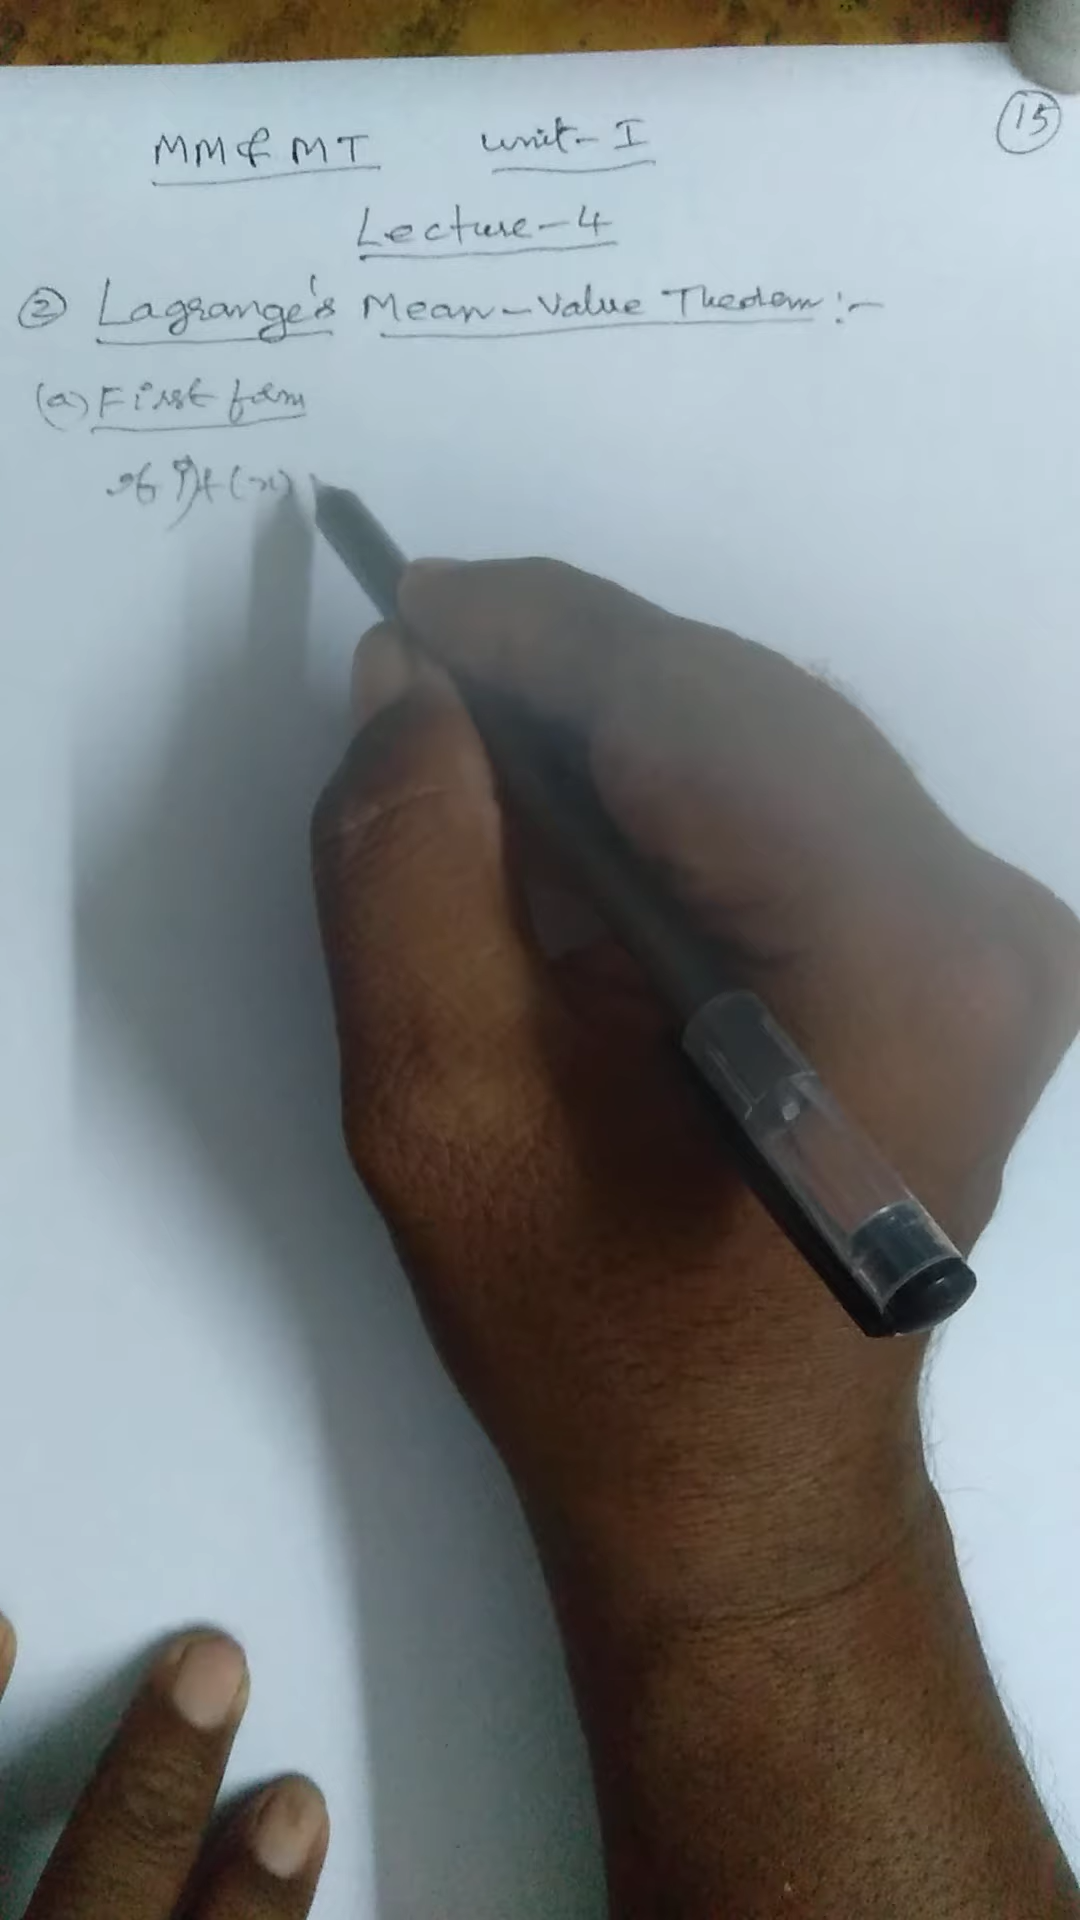 15
MM & MT Unit - I
Lecture - 4
② Lagrange's Mean-Value Theorem :-
(a) First form
If i) f(x)